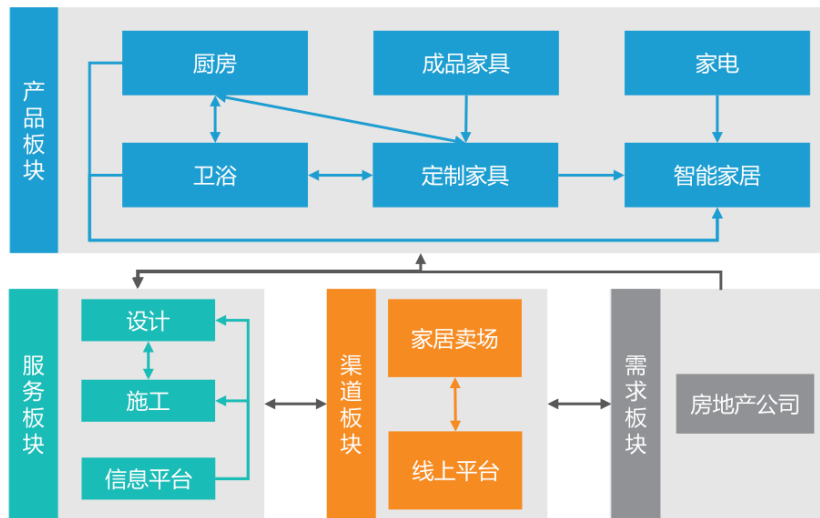 产品板块
厨房
成品家具
家电
卫浴
定制家具
智能家居
服务板块
设计
施工
信息平台
渠道板块
家居卖场
线上平台
需求板块
房地产公司